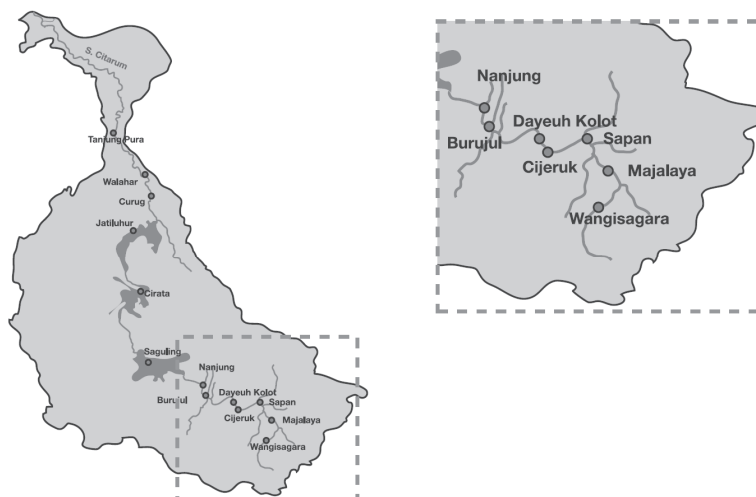 S. Citarum
Tanjung Pura
Walahar
Curug
Jatiluhur
Cirata
Saguling
Nanjung
Burujul
Dayeuh Kolot
Cijeruk
Sapan
Majalaya
Wangisagara
Nanjung
Burujul
Dayeuh Kolot
Cijeruk
Sapan
Majalaya
Wangisagara